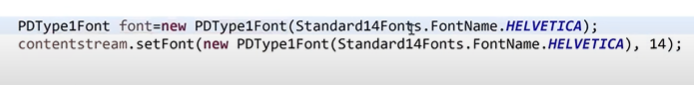 PDType1Font font=new PDType1Font(Standard14Fonts.FontName.HELVETICA);
contentstream.setFont(new PDType1Font(Standard14Fonts.FontName.HELVETICA), 14);